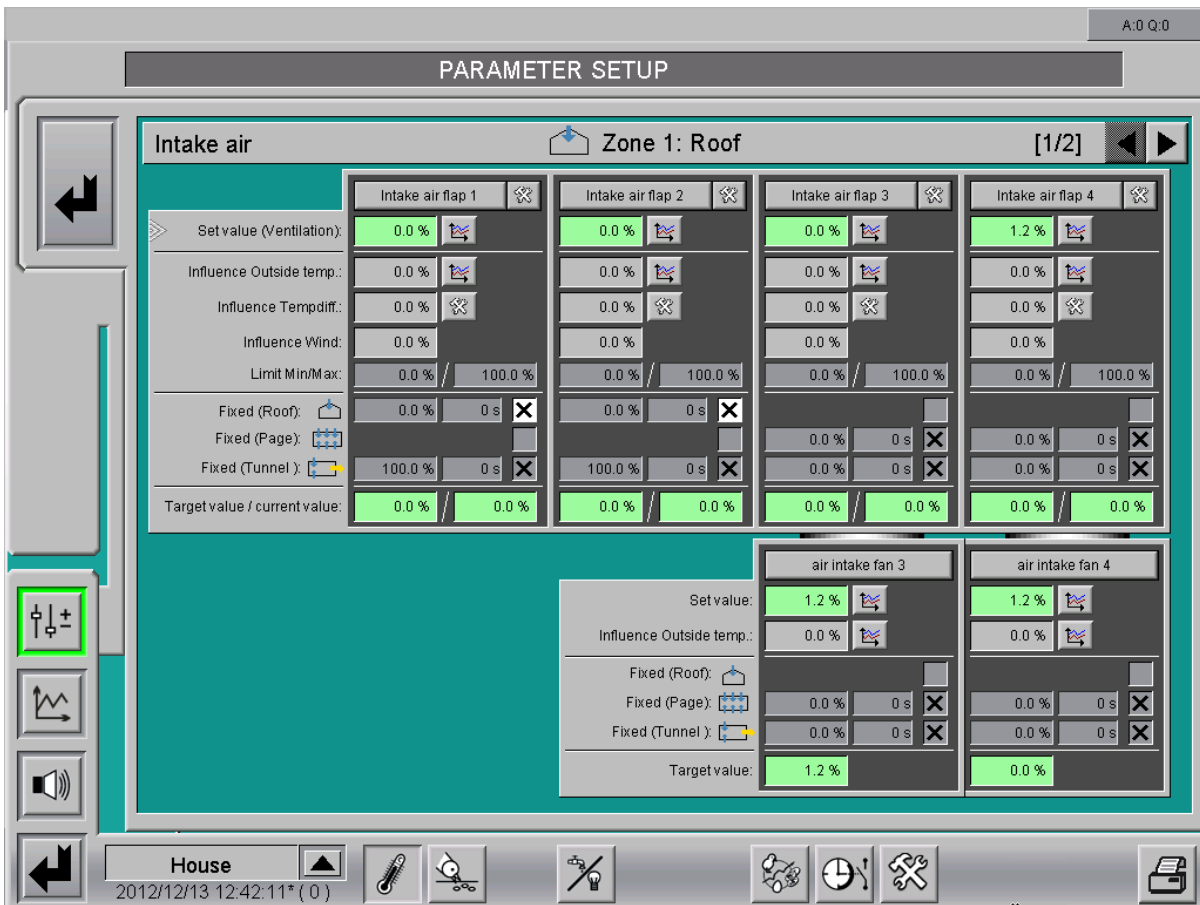 A:0 Q:0
PARAMETER SETUP
Intake air Zone 1: Roof [1/2]
Intake air flap 1 Intake air flap 2 Intake air flap 3 Intake air flap 4
Set value (Ventilation): 0.0 % 0.0 % 0.0 % 1.2 %
Influence Outside temp.: 0.0 % 0.0 % 0.0 % 0.0 %
Influence Tempdiff.: 0.0 % 0.0 % 0.0 % 0.0 %
Influence Wind: 0.0 % 0.0 % 0.0 % 0.0 %
Limit Min/Max: 0.0 % / 100.0 % 0.0 % / 100.0 % 0.0 % / 100.0 % 0.0 % / 100.0 %
Fixed (Roof): 0.0 % 0 s 0.0 % 0 s
Fixed (Page): 0.0 % 0 s 0.0 % 0 s
Fixed (Tunnel ): 100.0 % 0 s 100.0 % 0 s 0.0 % 0 s 0.0 % 0 s
Target value / current value: 0.0 % / 0.0 % 0.0 % / 0.0 % 0.0 % / 0.0 % 0.0 % / 0.0 %
air intake fan 3 air intake fan 4
Set value: 1.2 % 1.2 %
Influence Outside temp.: 0.0 % 0.0 %
Fixed (Roof):
Fixed (Page): 0.0 % 0 s 0.0 % 0 s
Fixed (Tunnel ): 0.0 % 0 s 0.0 % 0 s
Target value: 1.2 % 0.0 %
House
2012/12/13 12:42:11* ( 0 )